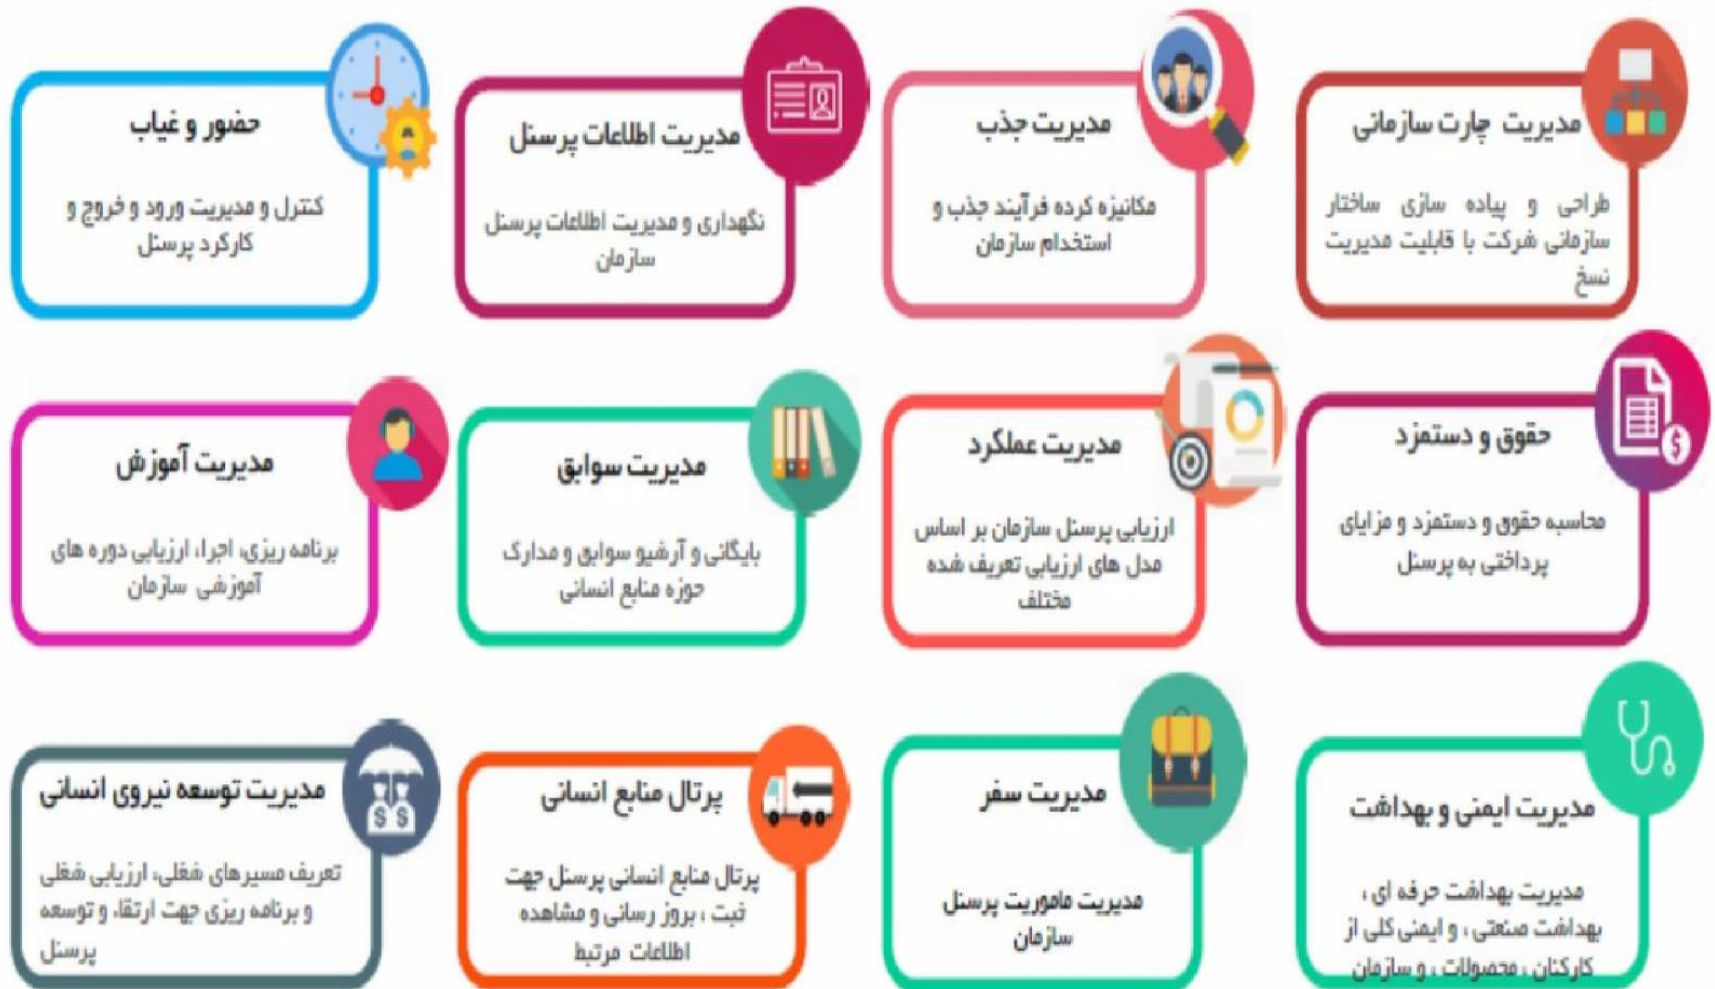 مدیریت چارت سازمانی
طراحی و پیاده سازی ساختار
سازمانی شرکت با قابلیت مدیریت
نسخ
مدیریت جذب
مکانیزه کرده فرآیند جذب و
استخدام سازمان
مدیریت اطلاعات پرسنل
نگهداری و مدیریت اطلاعات پرسنل
سازمان
حضور و غیاب
کنترل و مدیریت ورود و خروج و
کارکرد پرسنل
حقوق و دستمزد
محاسبه حقوق و دستمزد و مزایای
پرداختی به پرسنل
مدیریت عملکرد
ارزیابی پرسنل سازمان بر اساس
مدل های ارزیابی تعریف شده
مختلف
مدیریت سوابق
بایگانی و آرشیو سوابق و مدارک
حوزه منابع انسانی
مدیریت آموزش
برنامه ریزی، اجرا، ارزیابی دوره های
آموزشی سازمان
مدیریت ایمنی و بهداشت
مدیریت بهداشت حرفه ای ،
بهداشت صنعتی ، و ایمنی کلی از
کارکنان ، محصولات ، و سازمان
مدیریت سفر
مدیریت ماموریت پرسنل
سازمان
پرتال منابع انسانی
پرتال منابع انسانی پرسنل جهت
ثبت ، بروز رسانی و مشاهده
اطلاعات مرتبط
مدیریت توسعه نیروی انسانی
تعریف مسیرهای شغلی، ارزیابی شغلی
و برنامه ریزی جهت ارتقاء و توسعه
پرسنل